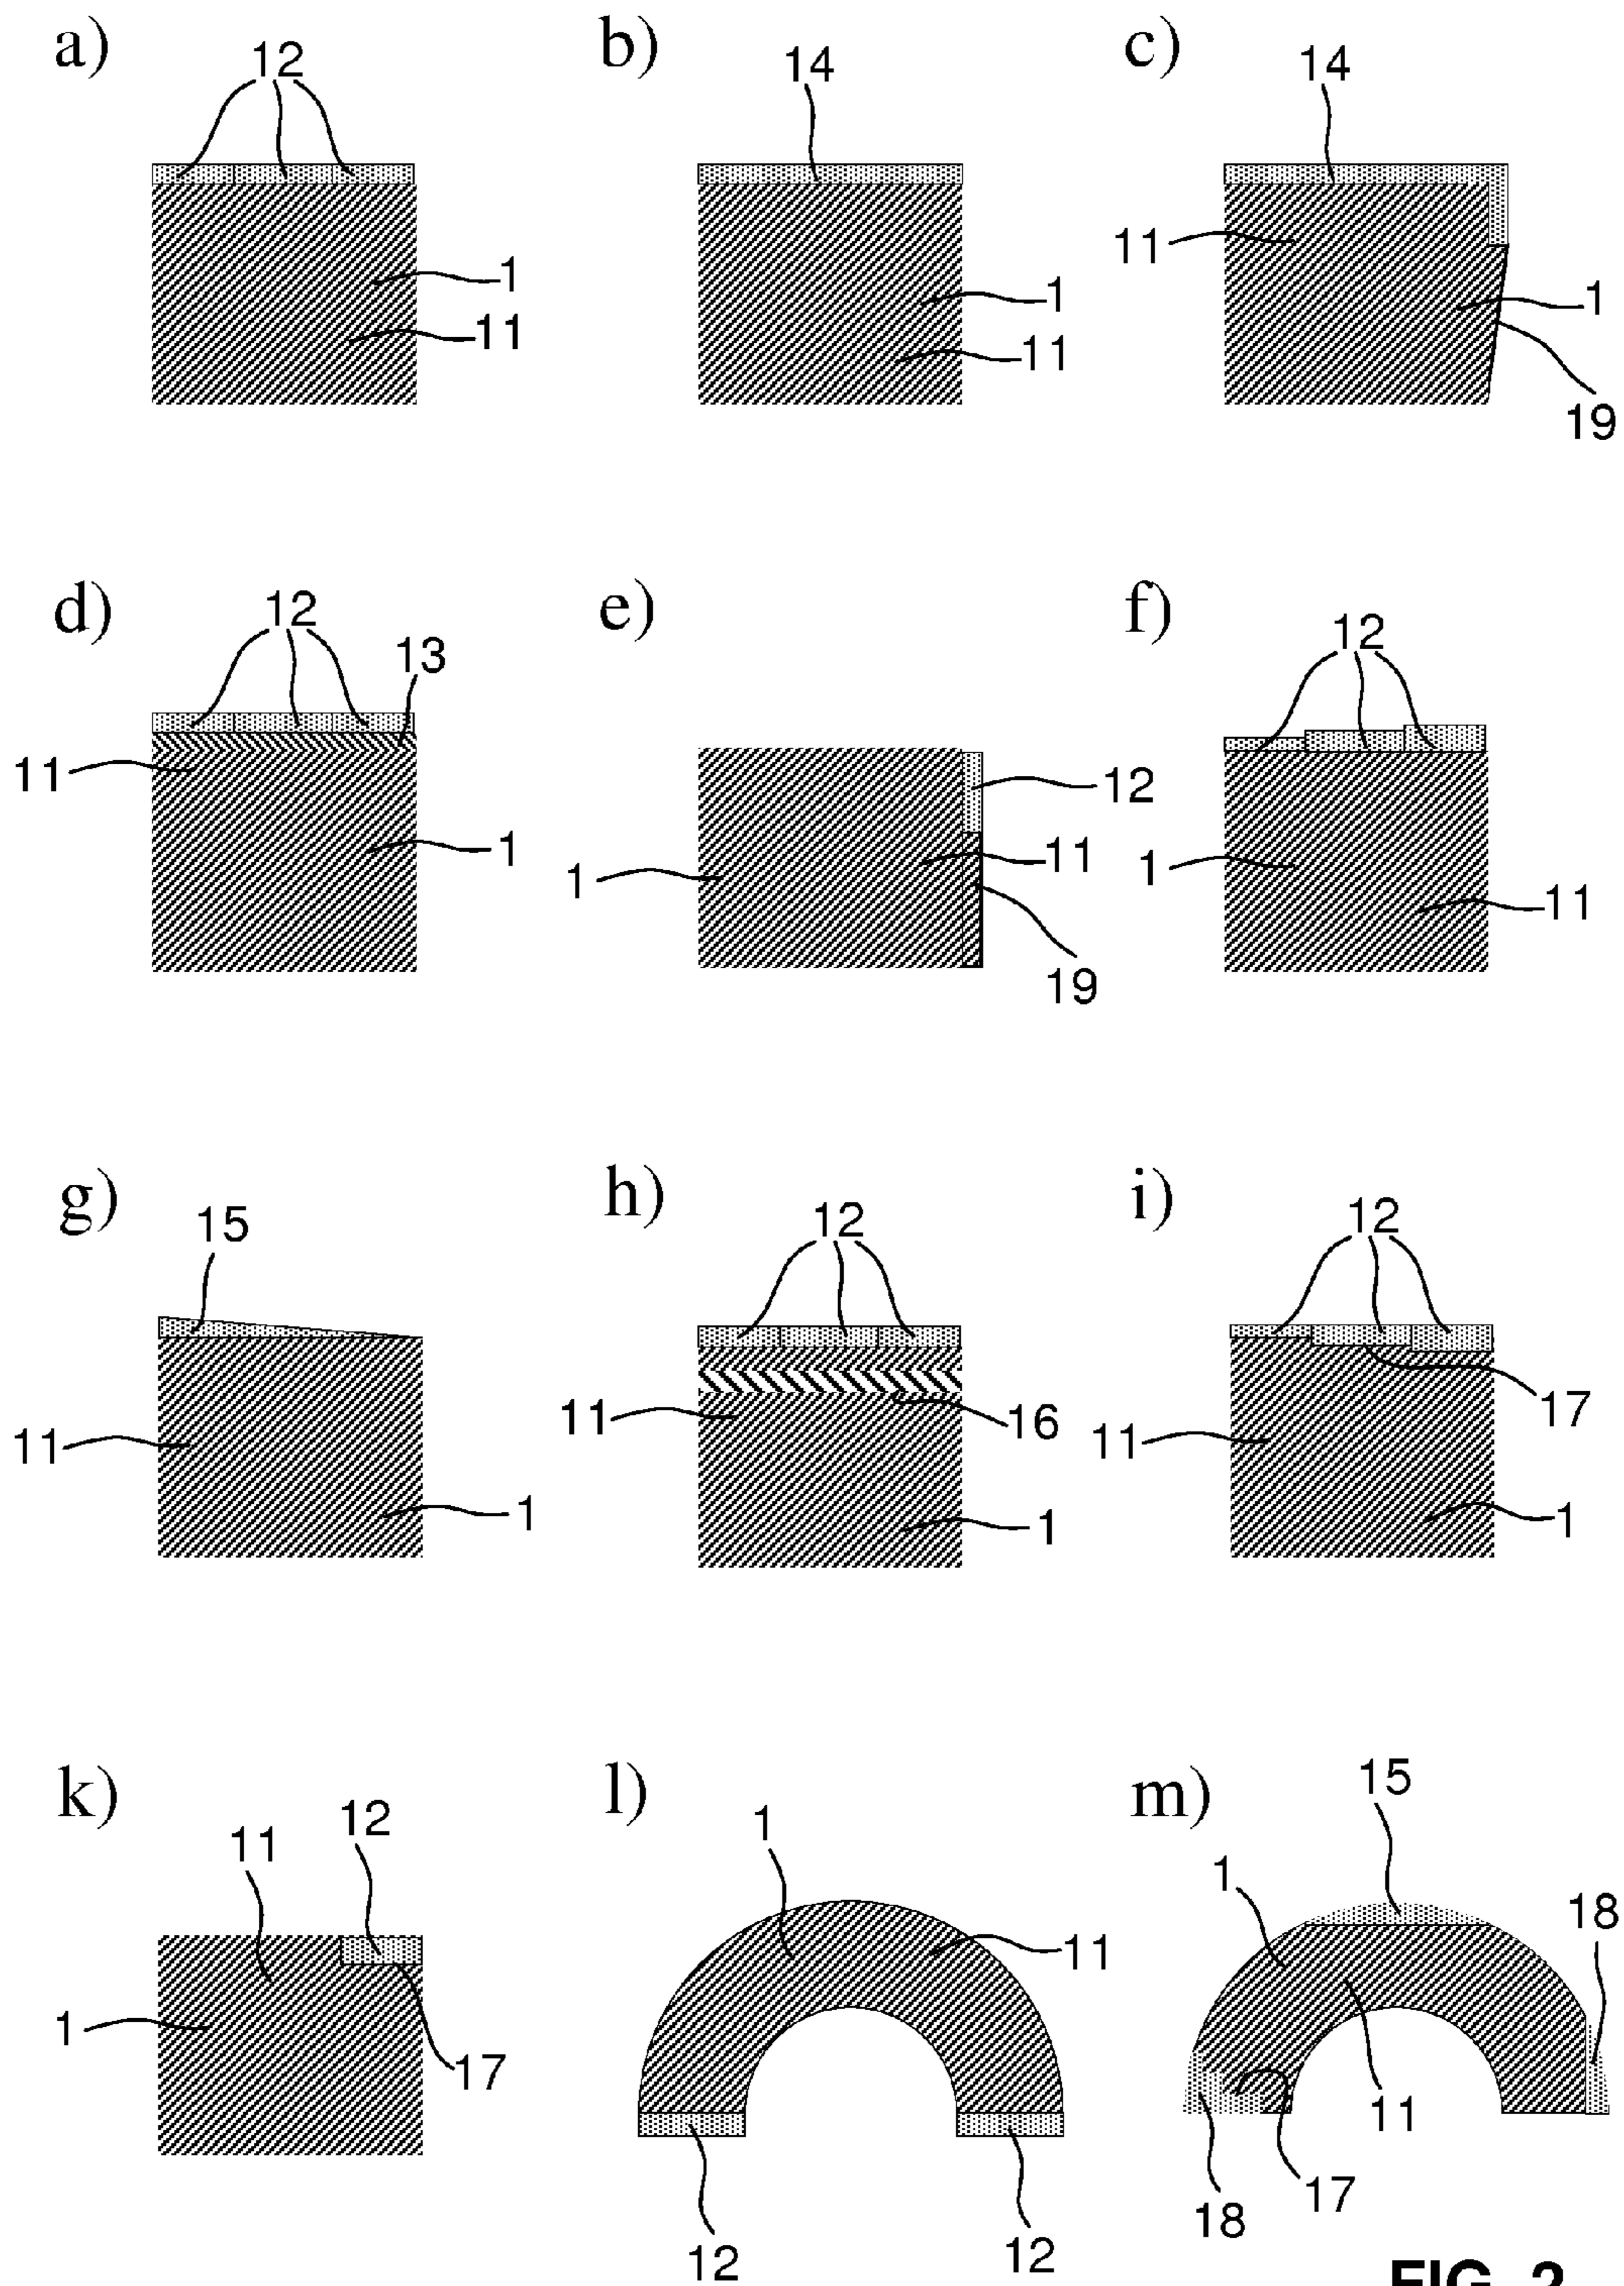 a) b) c)
12 14 14
1 11 1 11 11 1 19
d) e) f)
12 13 12
11 1 12 1 11 19 1 11
g) h) i)
15 12 12
11 1 11 16 1 17 11 1
k) l) m)
11 12 1 15 1 18
1 17 11 11
12 12 18 17
FIG. 2